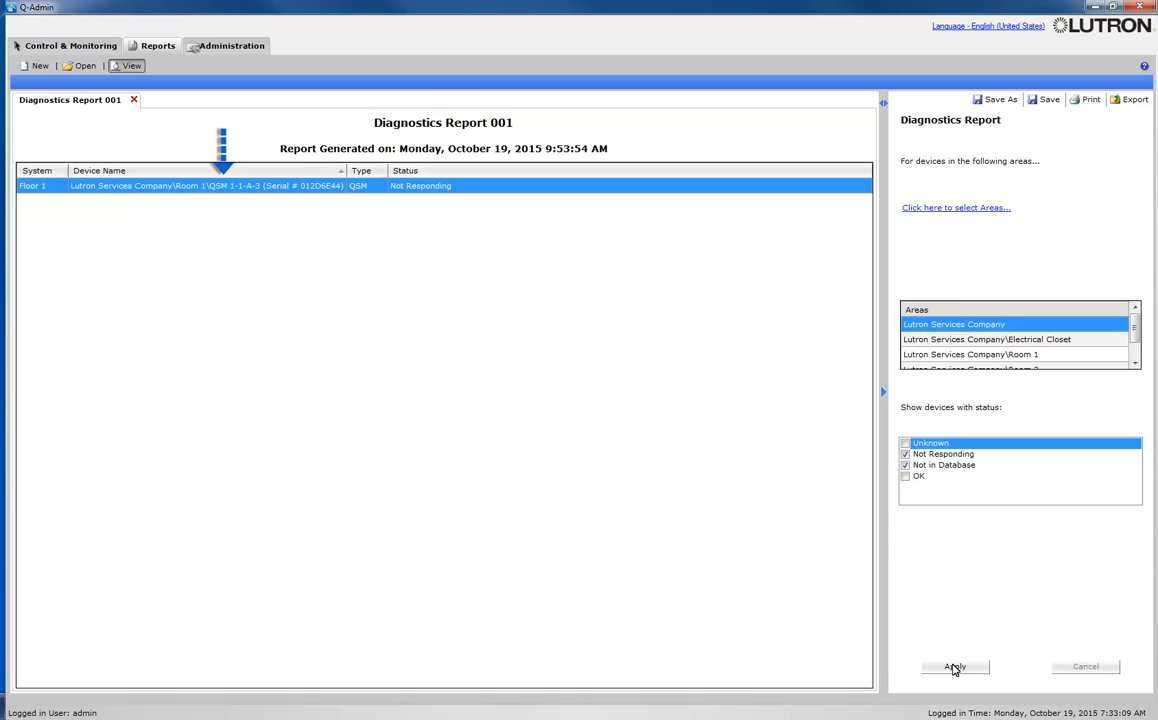 Q-Admin
Language - English (United States) LUTRON
Control & Monitoring Reports Administration
New | Open | View
Diagnostics Report 001
Save As Save Print Export
Diagnostics Report 001
Report Generated on: Monday, October 19, 2015 9:53:54 AM
System Device Name Type Status
Floor 1 Lutron Services Company\Room 1\QSM 1-1-A-3 (Serial # 012D6E44) QSM Not Responding
Diagnostics Report
For devices in the following areas...
Click here to select Areas...
Areas
Lutron Services Company
Lutron Services Company\Electrical Closet
Lutron Services Company\Room 1
Show devices with status:
Unknown
Not Responding
Not in Database
OK
Apply Cancel
Logged in User: admin
Logged in Time: Monday, October 19, 2015 7:33:09 AM